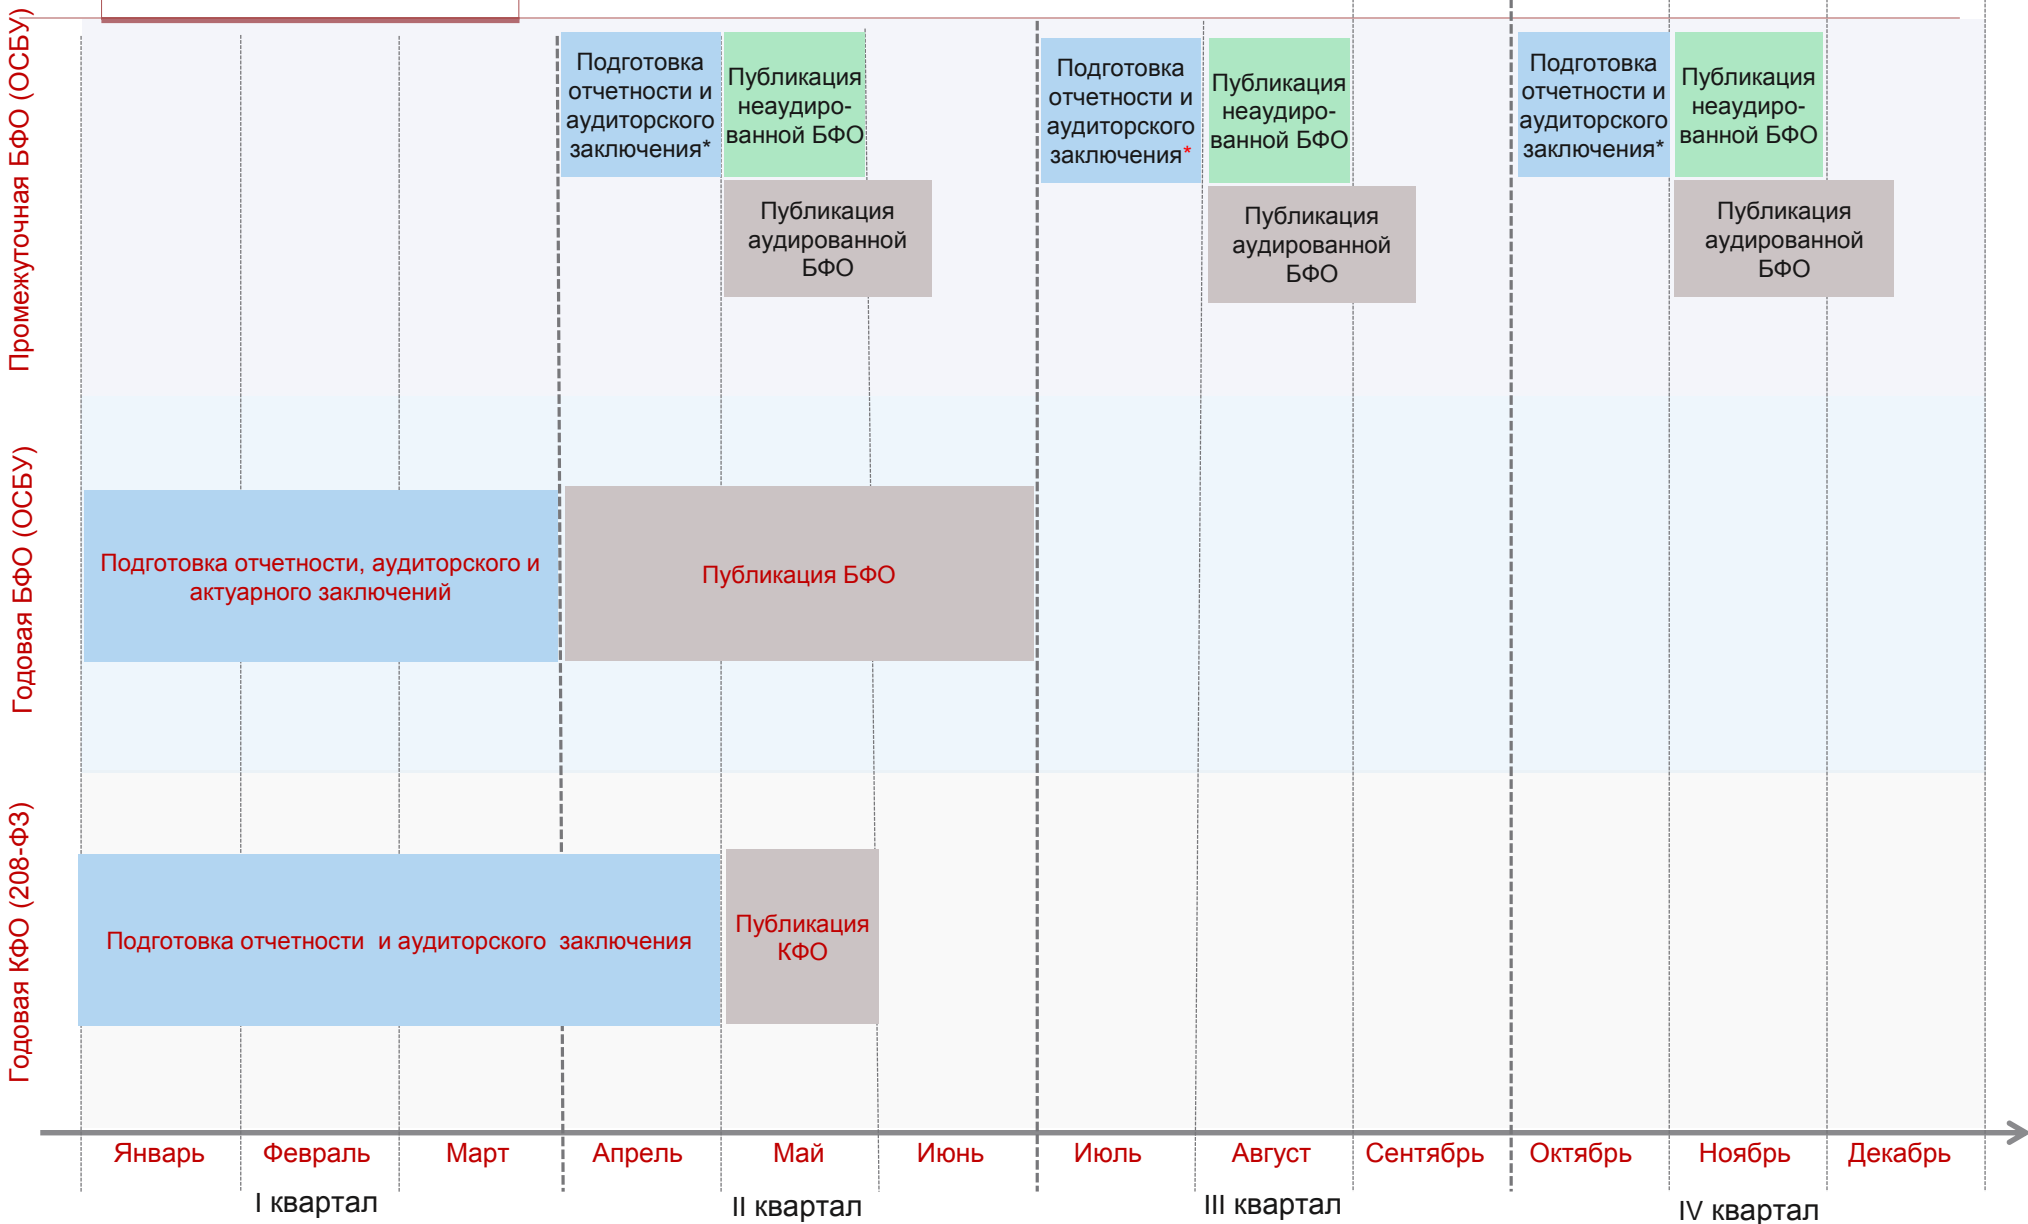 Промежуточная БФО (ОСБУ)
Подготовка
отчетности и
аудиторского
заключения*
Публикация
неаудиро-
ванной БФО
Публикация
аудированной
БФО
Подготовка
отчетности и
аудиторского
заключения*
Публикация
неаудиро-
ванной БФО
Публикация
аудированной
БФО
Подготовка
отчетности и
аудиторского
заключения*
Публикация
неаудиро-
ванной БФО
Публикация
аудированной
БФО
Годовая БФО (ОСБУ)
Подготовка отчетности, аудиторского и
актуарного заключений
Публикация БФО
Годовая КФО (208-ФЗ)
Подготовка отчетности и аудиторского заключения
Публикация
КФО
Январь Февраль Март Апрель Май Июнь Июль Август Сентябрь Октябрь Ноябрь Декабрь
I квартал II квартал III квартал IV квартал